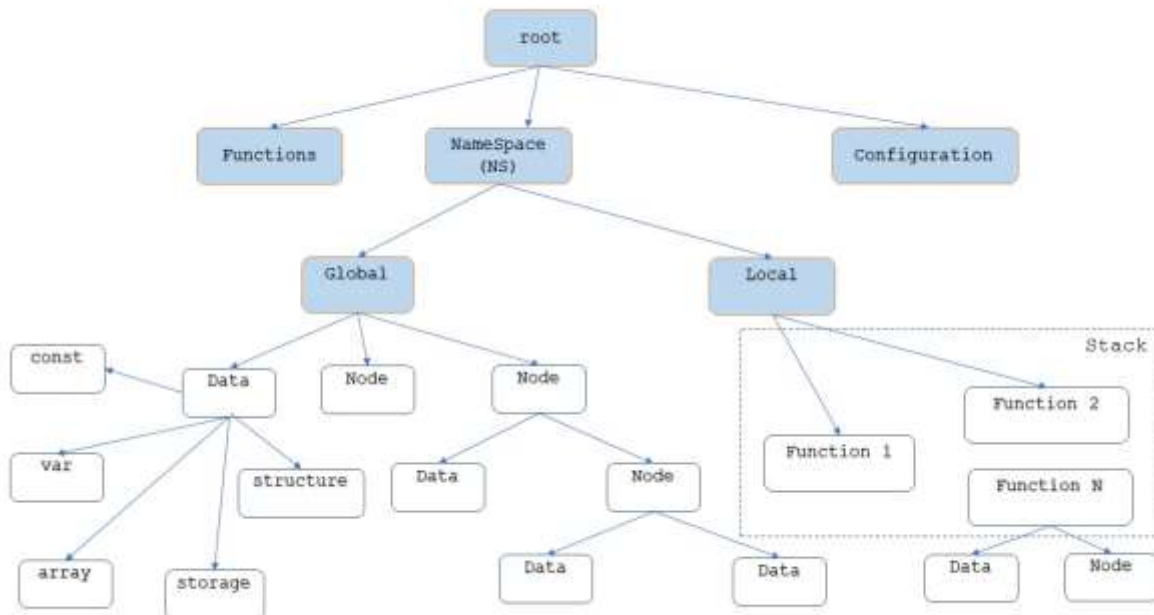 root
Functions
NameSpace
(NS)
Configuration
Global
Local
Stack
const
Data
Node
Node
Function 2
Function 1
var
structure
Data
Node
Function N
array
storage
Data
Data
Data
Node